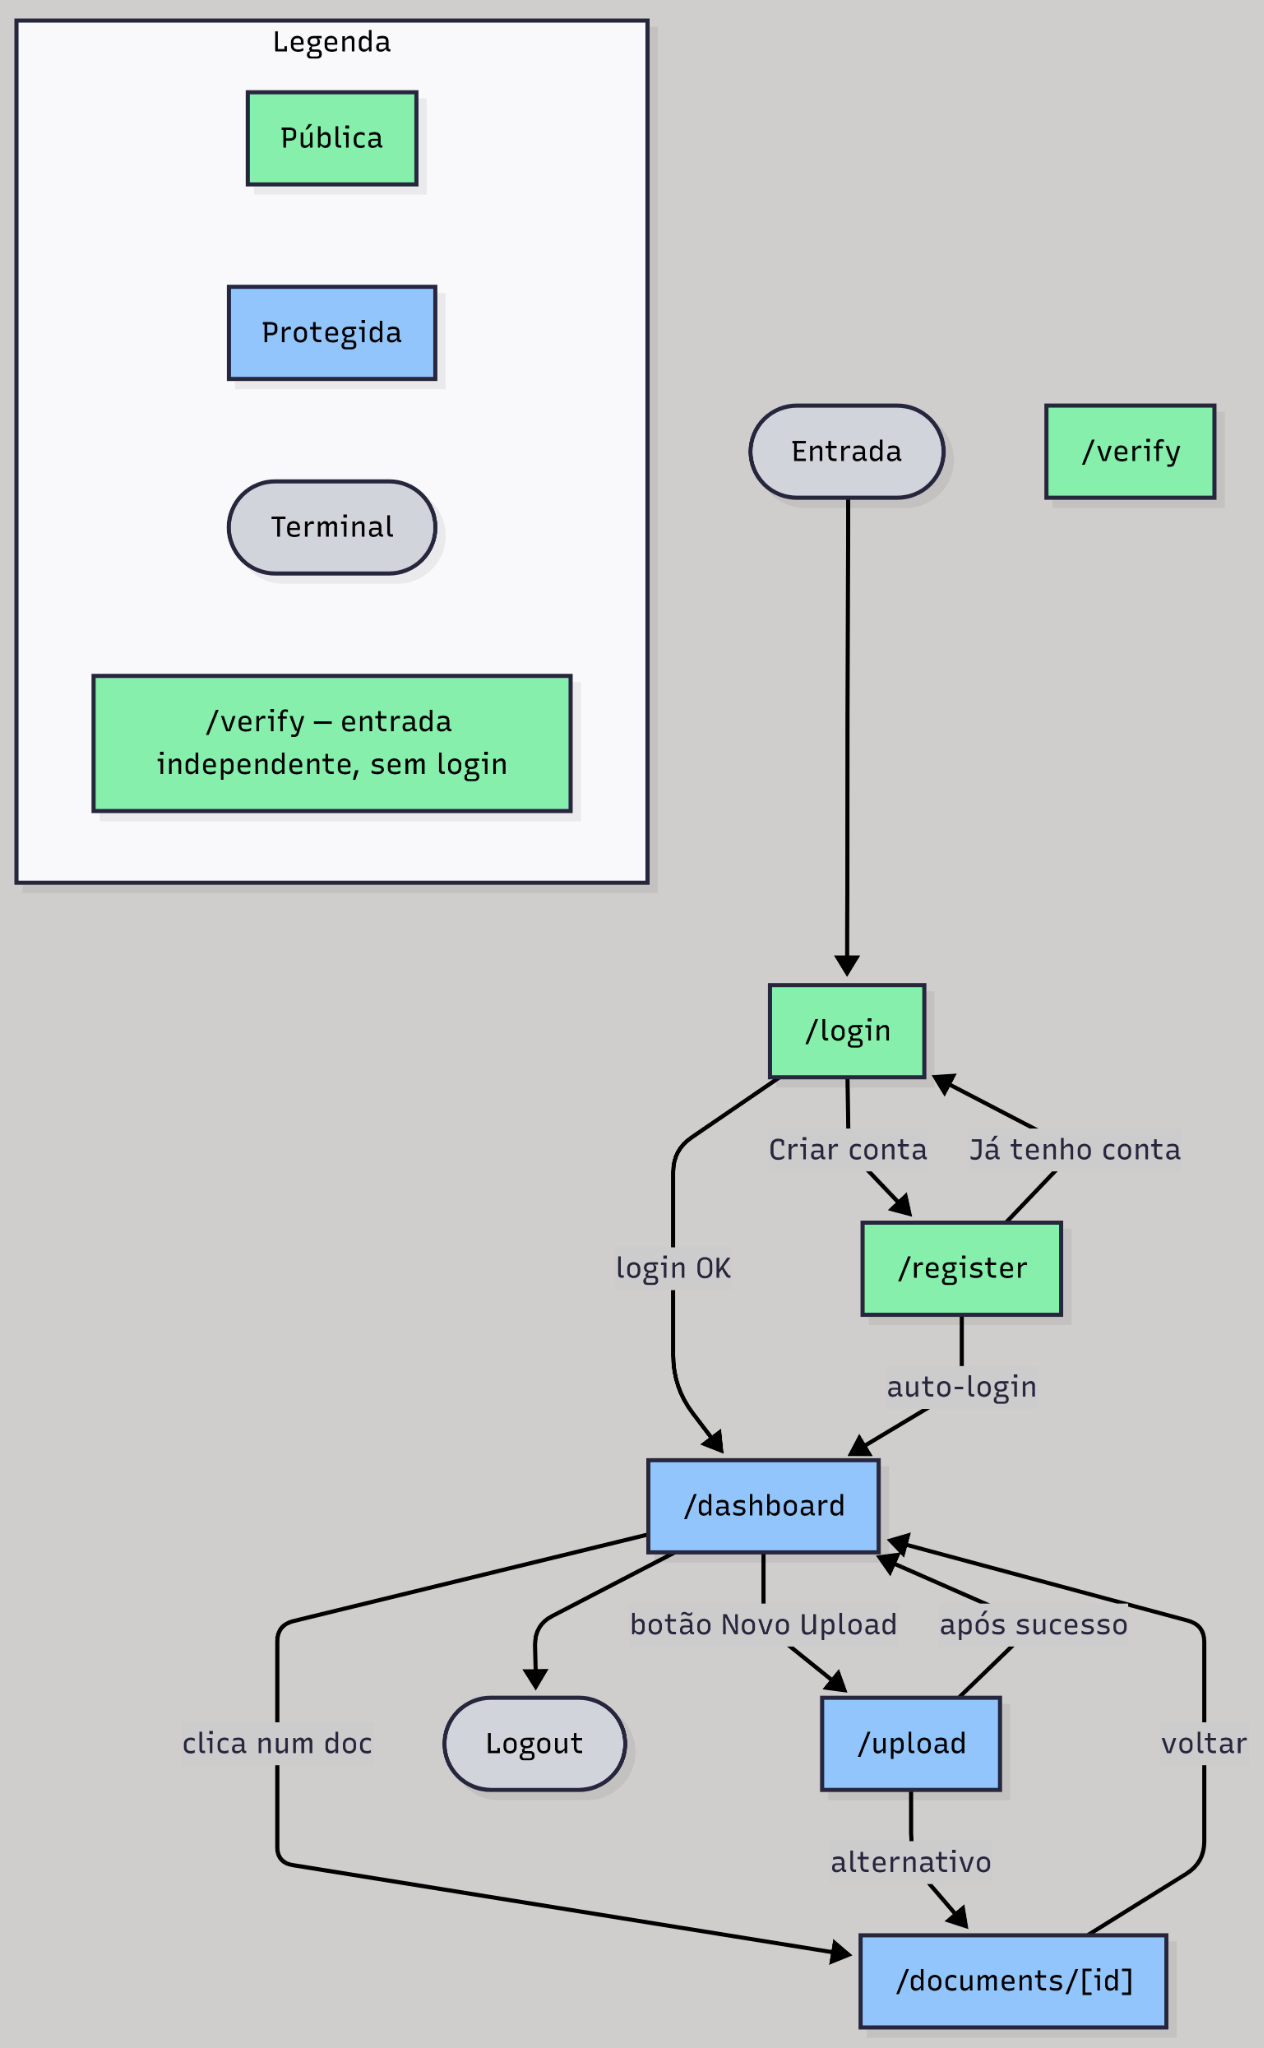 Legenda
Pública
Protegida
Terminal
/verify — entrada
independente, sem login
Entrada
/verify
/login
Criar conta
Já tenho conta
login OK
/register
auto-login
/dashboard
botão Novo Upload
após sucesso
clica num doc
Logout
/upload
voltar
alternativo
/documents/[id]